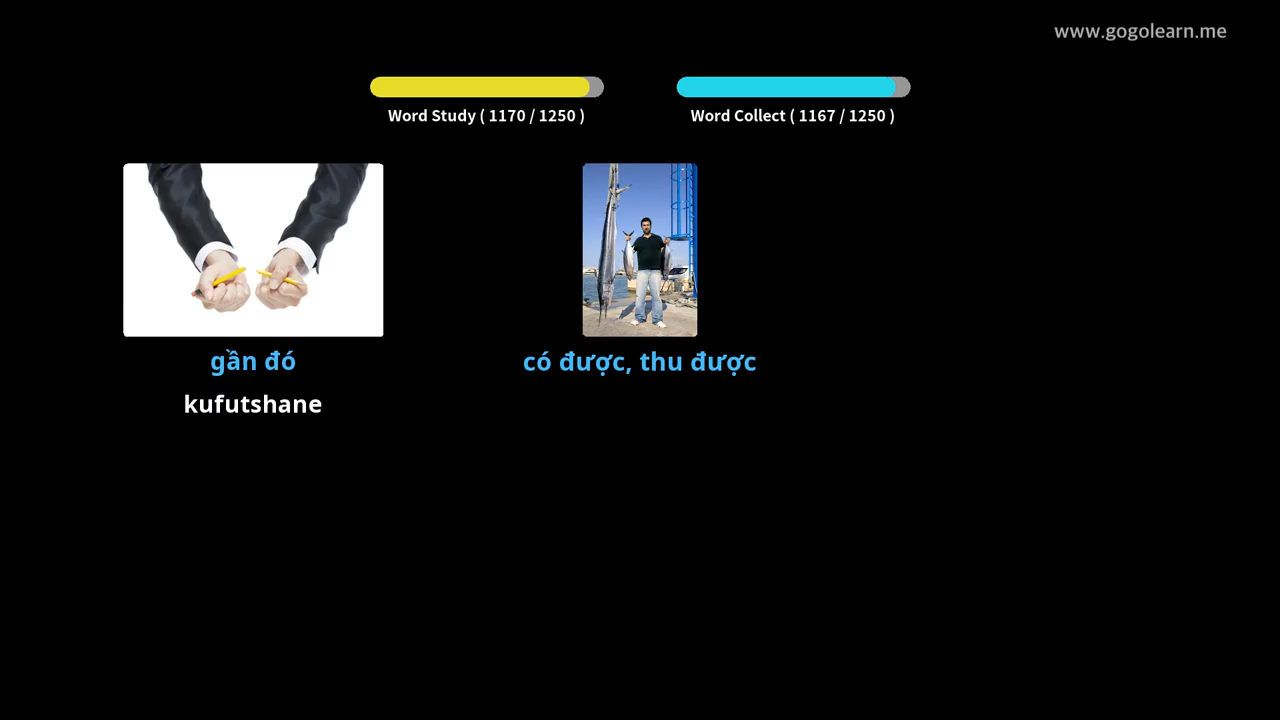 www.gogolearn.me
Word Study ( 1170 / 1250 )
Word Collect ( 1167 / 1250 )
gần đó
kufutshane
có được, thu được